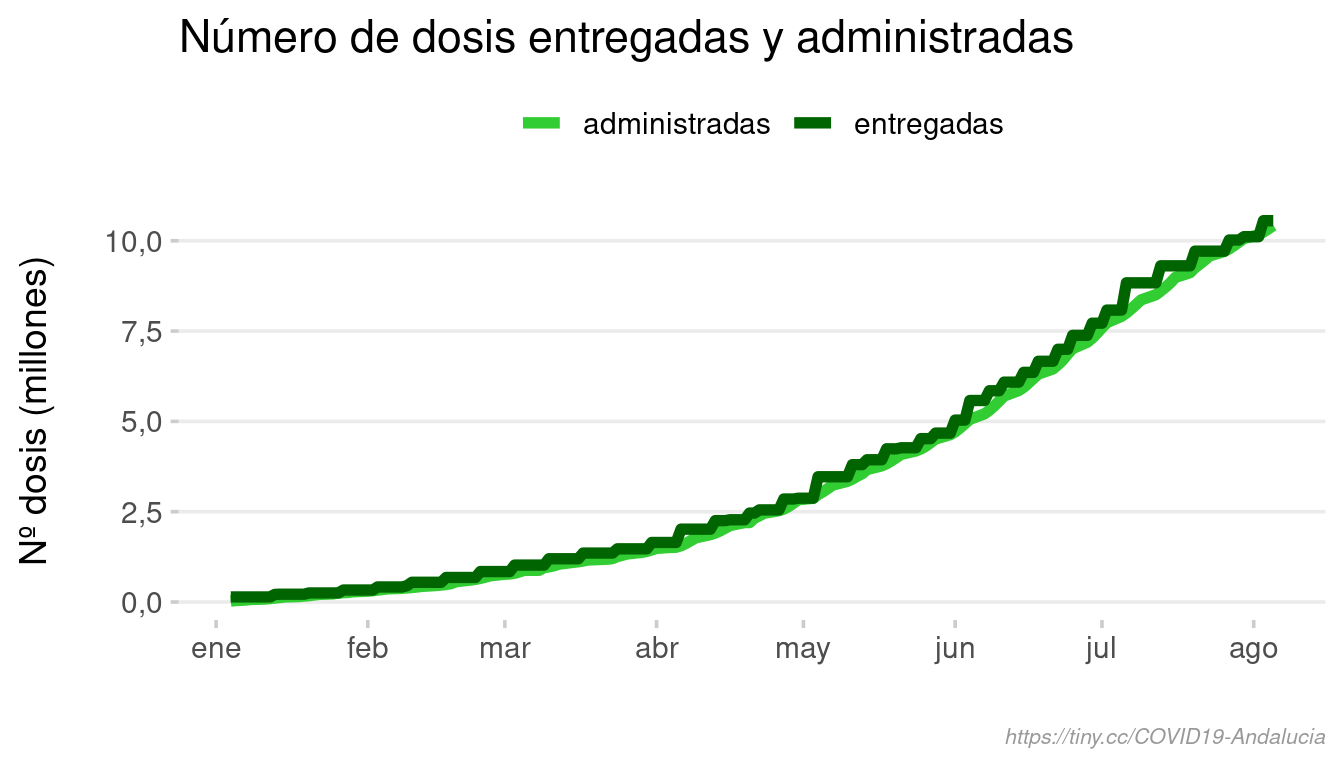 Número de dosis entregadas y administradas
administradas entregadas
Nº dosis (millones)
10,0
7,5
5,0
2,5
0,0
ene feb mar abr may jun jul ago
https://tiny.cc/COVID19-Andalucia